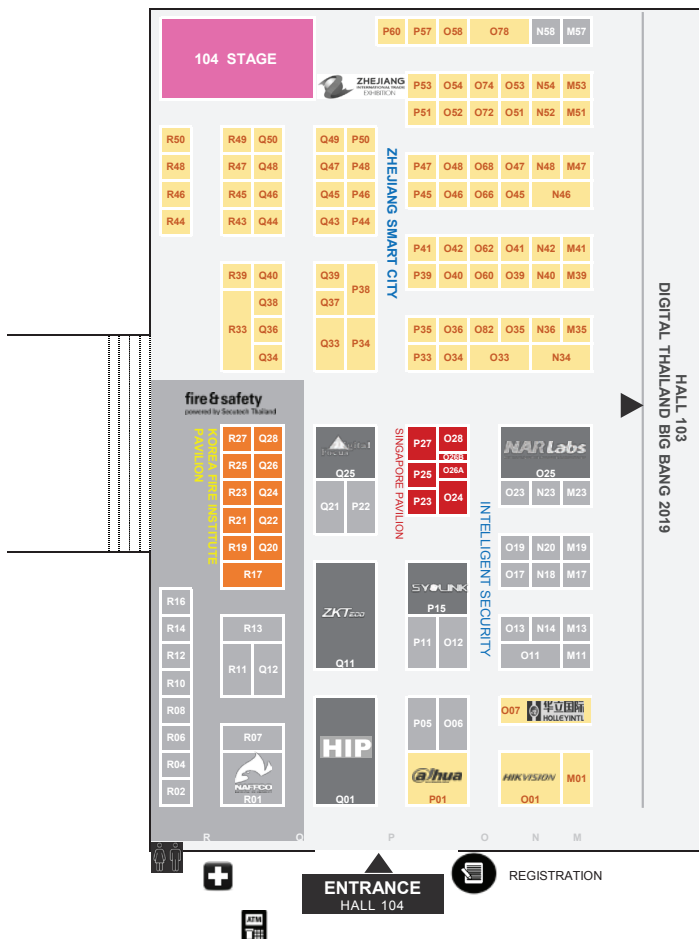 P60 P57 O58 O78 N58 M57
104 STAGE
ZHEJIANG
INTERNATIONAL TRADE
EXHIBITION
P53 O54 O74 O53 N54 M53
P51 O52 O72 O51 N52 M51
R50 R49 Q50 Q49 P50
R48 R47 Q48 Q47 P48 P47 O48 O68 O47 N48 M47
R46 R45 Q46 Q45 P46 P45 O46 O66 O45 N46
R44 R43 Q44 Q43 P44
ZHEJIANG SMART CITY
P41 O42 O62 O41 N42 M41
R39 Q40 Q39 P38 P39 O40 O60 O39 N40 M39
Q38 Q37
R33 Q36 Q33 P34 P35 O36 O82 O35 N36 M35
Q34 P33 O34 O33 N34
HALL 103
DIGITAL THAILAND BIG BANG 2019
fire & safety
powered by Secutech Thailand
KOREA FIRE INSTITUTE
PAVILION
R27 Q28
R25 Q26
R23 Q24
R21 Q22
R19 Q20
R17
Q25
Q21 P22
SINGAPORE PAVILION
P27 O28
O26B
P25 O26A
P23 O24
INTELLIGENT SECURITY
NAR Labs
O25
O23 N23 M23
O19 N20 M19
O17 N18 M17
R16
R14 R13
R12 R11 Q12
R10
R08
R06 R07
R04
R02
NAFFCO
R01
ZKTeco
Q11
SYOLINK
P15
P11 O12
O13 N14 M13
O11 M11
HIP
Q01
P05 O06
O07 华立国际
HOLLEYINTL
alhua
P01
HIKVISION
O01 M01
R Q P O N M
ENTRANCE
HALL 104
REGISTRATION
ATM